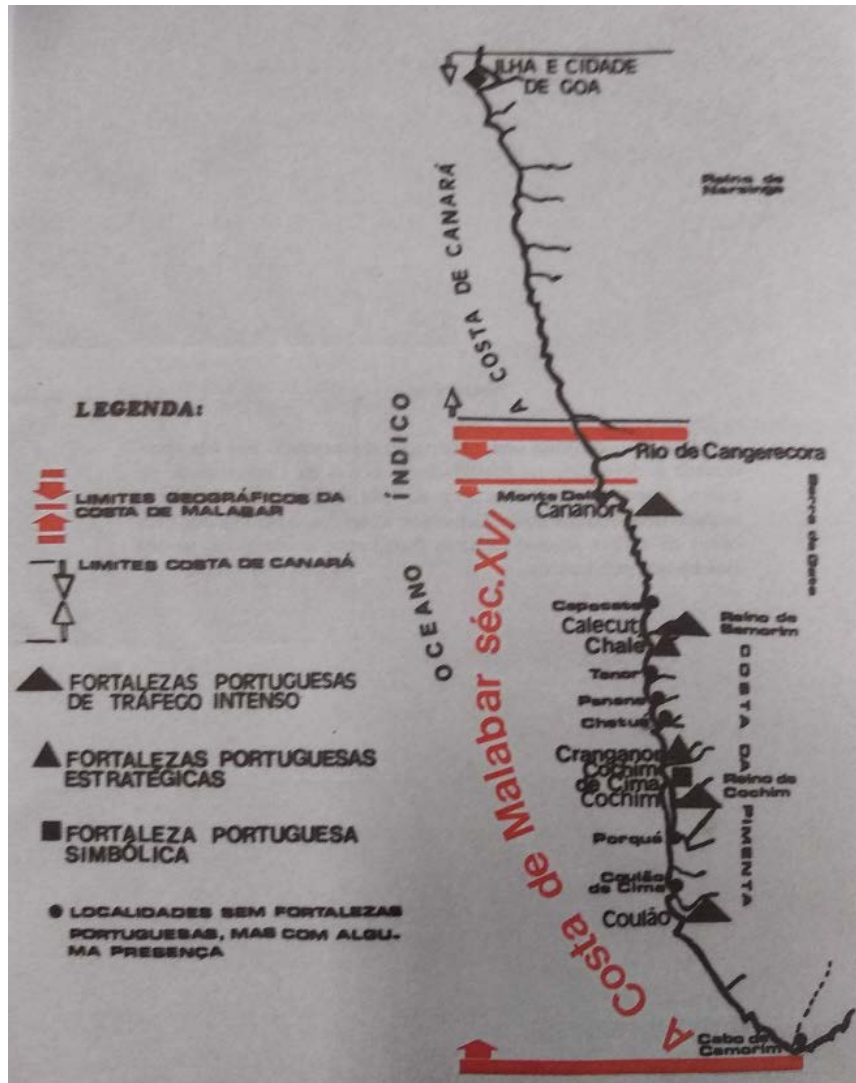 ILHA E CIDADE
DE GOA
Reino de
Narsinga
A COSTA DE CANARÁ
OCEANO ÍNDICO
LEGENDA:
LIMITES GEOGRÁFICOS DA
COSTA DE MALABAR
LIMITES COSTA DE CANARÁ
FORTALEZAS PORTUGUESAS
DE TRÁFEGO INTENSO
FORTALEZAS PORTUGUESAS
ESTRATÉGICAS
FORTALEZA PORTUGUESA
SIMBÓLICA
LOCALIDADES SEM FORTALEZAS
PORTUGUESAS, MAS COM ALGU-
MA PRESENÇA
A Costa de Malabar séc.XVI
Rio de Cangerecora
Monte
Cananor
Capocate
Calecut
Chale
Reino de
Samorim
Tanor
Panane
Chatuá
Cranganor
Cochim
de Cima
Cochim
Reino de
Cochim
COSTA DA PIMENTA
Porquá
Coulão
de Cima
Coulão
Cabo de
Camorim